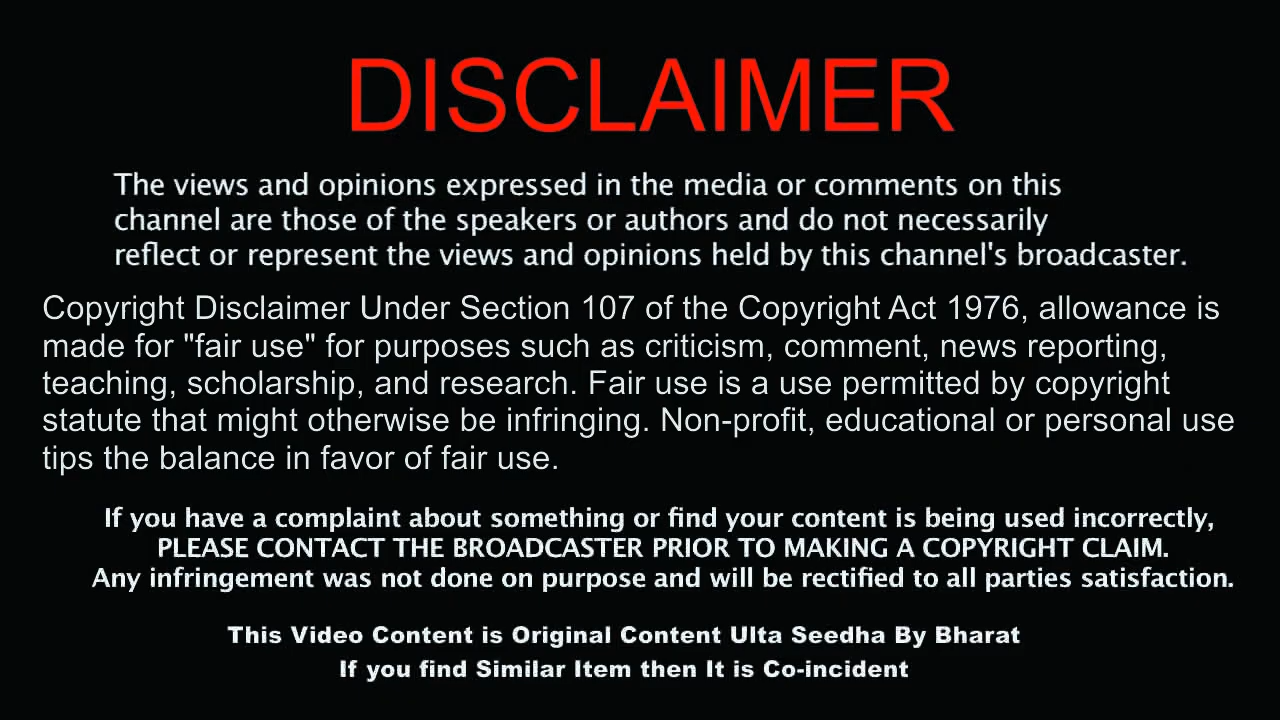 DISCLAIMER
The views and opinions expressed in the media or comments on this
channel are those of the speakers or authors and do not necessarily
reflect or represent the views and opinions held by this channel's broadcaster.
Copyright Disclaimer Under Section 107 of the Copyright Act 1976, allowance is
made for "fair use" for purposes such as criticism, comment, news reporting,
teaching, scholarship, and research. Fair use is a use permitted by copyright
statute that might otherwise be infringing. Non-profit, educational or personal use
tips the balance in favor of fair use.
If you have a complaint about something or find your content is being used incorrectly,
PLEASE CONTACT THE BROADCASTER PRIOR TO MAKING A COPYRIGHT CLAIM.
Any infringement was not done on purpose and will be rectified to all parties satisfaction.
This Video Content is Original Content Ulta Seedha By Bharat
If you find Similar Item then It is Co-incident